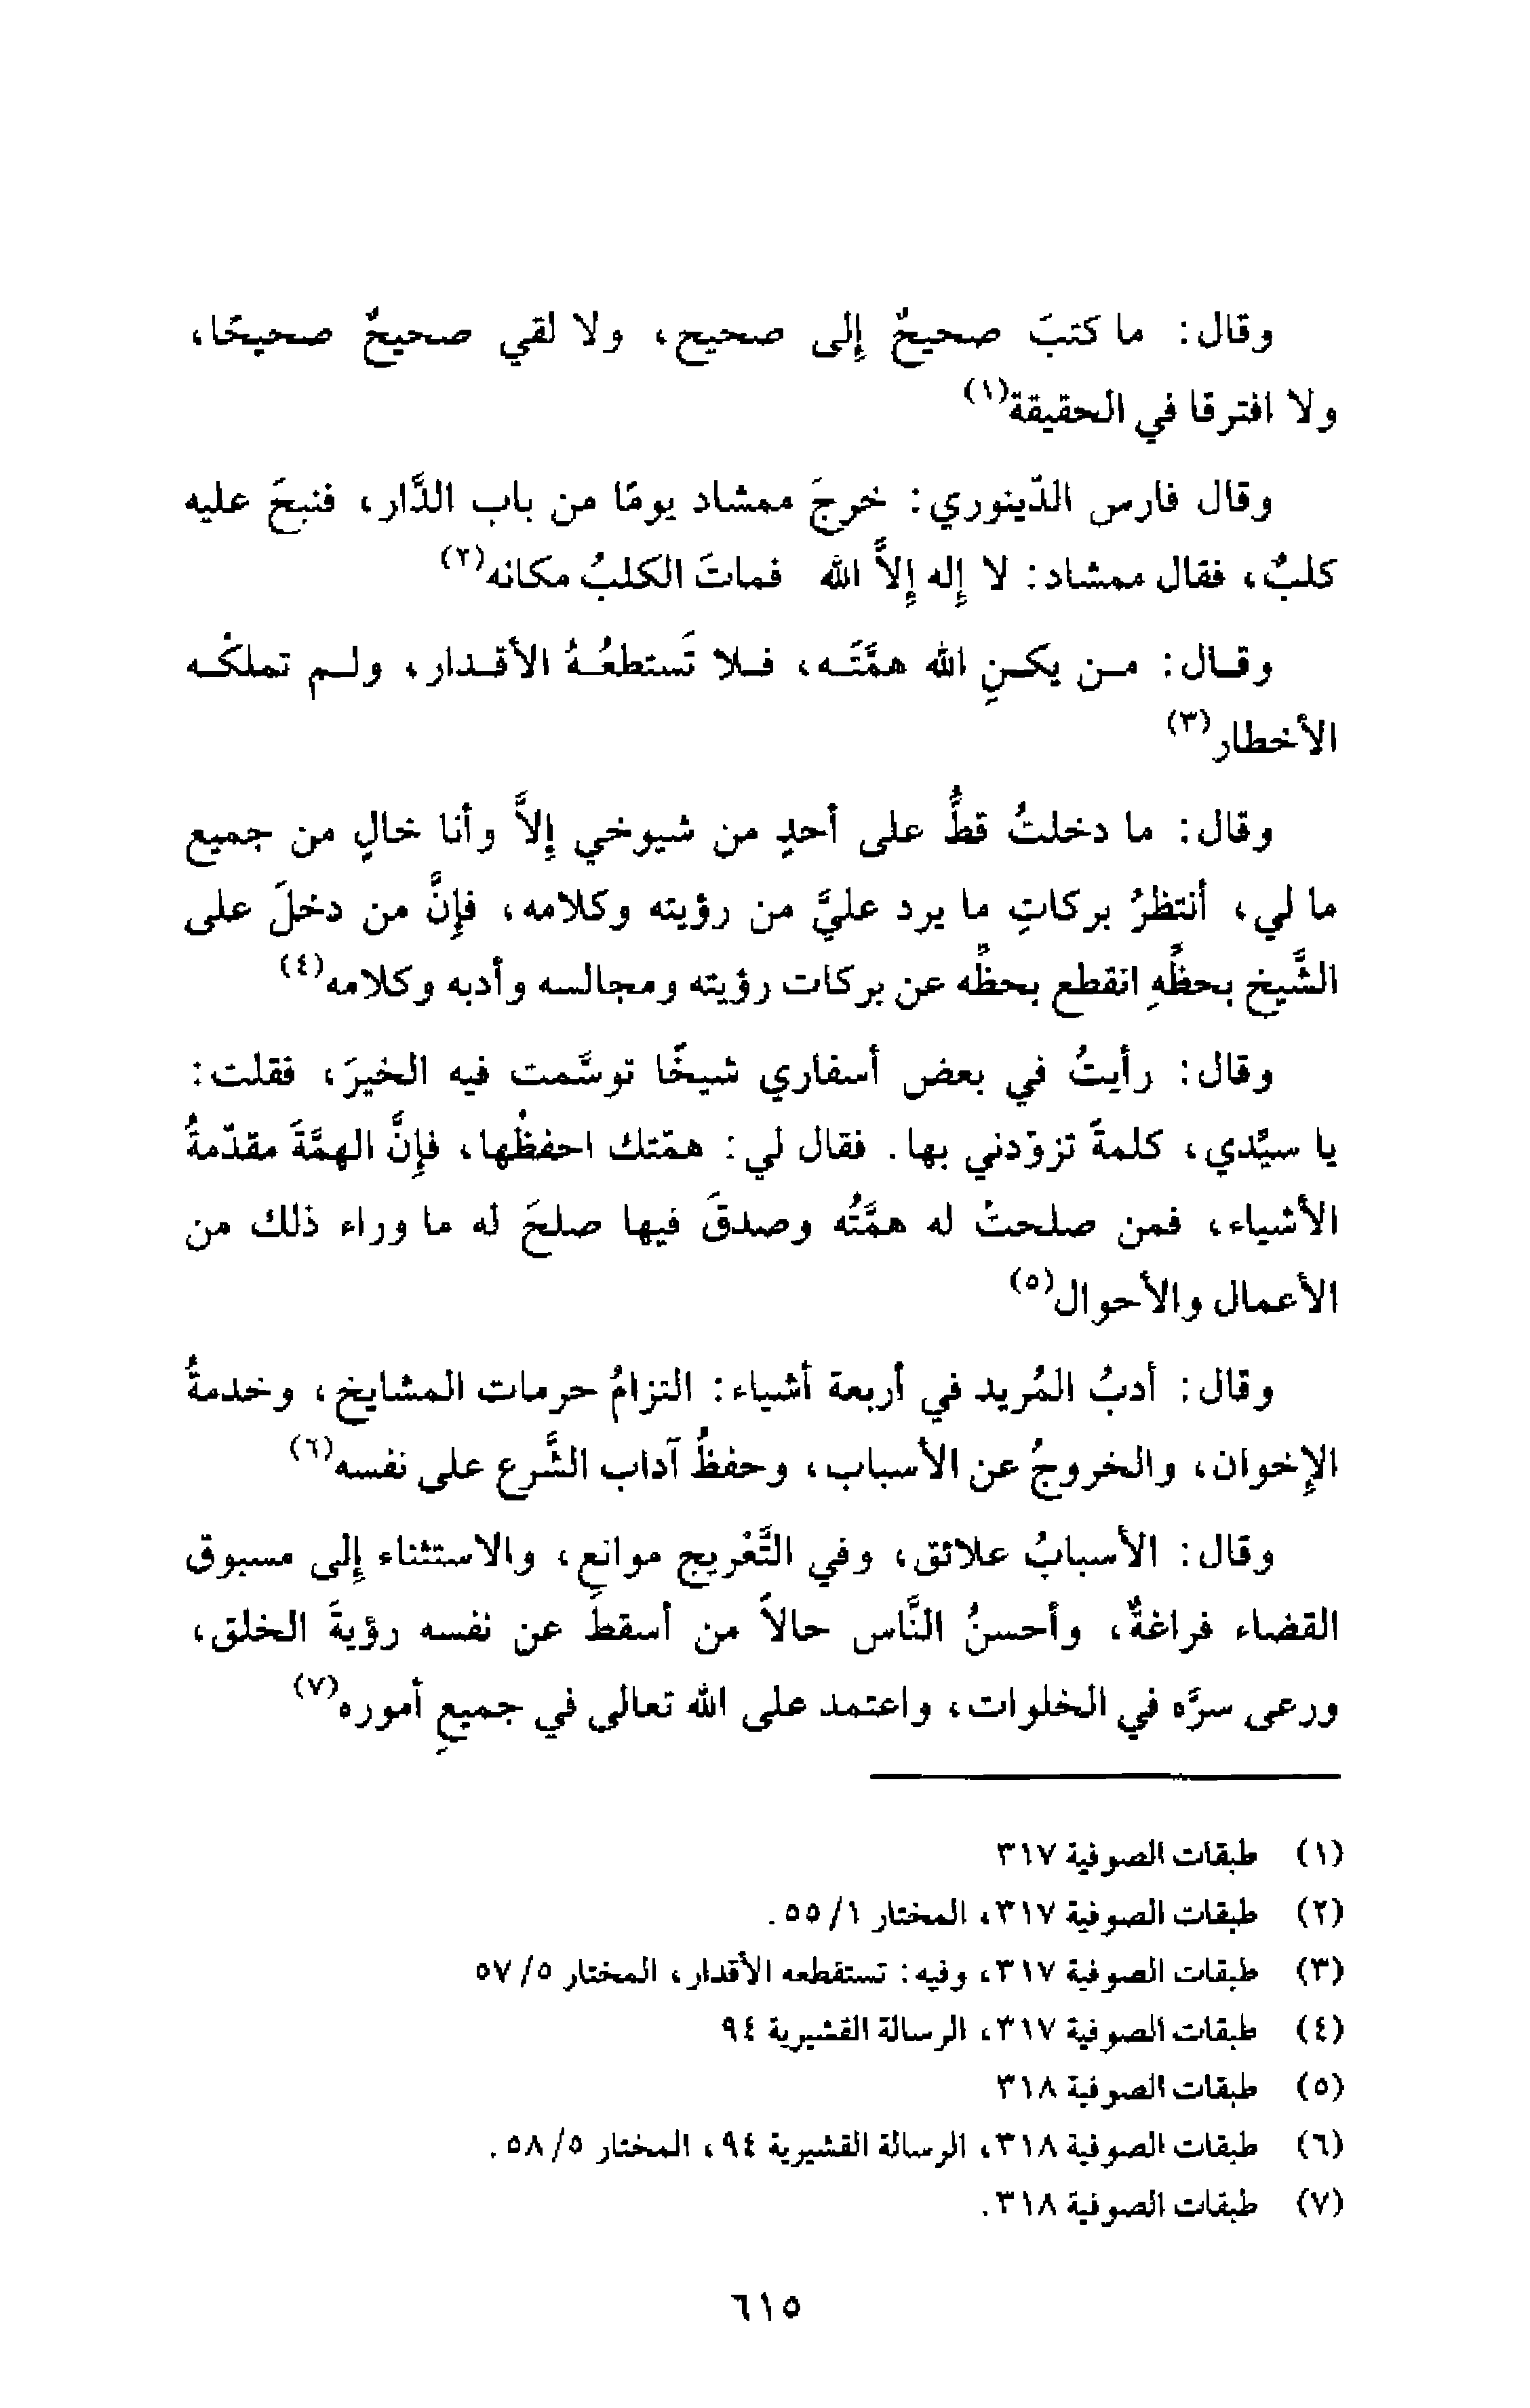 وقال: ما كتبَ صحيحٌ إلى صحيح، ولا لقي صحيحٌ صحيحًا،
ولا افترقا في الحقيقة(١)
وقال فارس الدّينوري: خرجَ ممشاد يومًا من باب الدَّار، فنبحَ عليه
كلبٌ، فقال ممشاد: لا إله إلاَّ الله فماتَ الكلبُ مكانه(٢)
وقال: من يكنِ الله همَّتَه، فلا تَستطعُهُ الأقدار، ولم تملكْه
الأخطار(٣)
وقال: ما دخلتُ قطُّ على أحدٍ من شيوخي إلاَّ وأنا خالٍ من جميع
ما لي، أنتظرُ بركاتِ ما يرد عليَّ من رؤيته وكلامه، فإنَّ من دخلَ على
الشَّيخ بحظِّهِ انقطع بحظِّه عن بركات رؤيته ومجالسه وأدبه وكلامه(٤)
وقال: رأيتُ في بعض أسفاري شيخًا توسَّمت فيه الخيرَ، فقلت:
يا سيِّدي، كلمةً تزوّدني بها. فقال لي: همّتك احفظْها، فإنَّ الهمَّةَ مقدّمةُ
الأشياء، فمن صلحتْ له همَّتُه وصدقَ فيها صلحَ له ما وراء ذلك من
الأعمال والأحوال(٥)
وقال: أدبُ المُريد في أربعة أشياء: التزامُ حرمات المشايخ، وخدمةُ
الإخوان، والخروجُ عن الأسباب، وحفظُ آداب الشَّرع على نفسه(٦)
وقال: الأسبابُ علائق، وفي التَّعْريج موانع، والاستثناء إلى مسبوق
القضاء فراغةٌ، وأحسنُ النَّاس حالاً من أسقطَ عن نفسه رؤيةَ الخلق،
ورعى سرَّه في الخلوات، واعتمد على الله تعالى في جميعِ أموره(٧)
(١) طبقات الصوفية ٣١٧
(٢) طبقات الصوفية ٣١٧، المختار ١/ ٥٥.
(٣) طبقات الصوفية ٣١٧، وفيه: تستقطعه الأقدار، المختار ٥/ ٥٧
(٤) طبقات الصوفية ٣١٧، الرسالة القشيرية ٩٤
(٥) طبقات الصوفية ٣١٨
(٦) طبقات الصوفية ٣١٨، الرسالة القشيرية ٩٤، المختار ٥/ ٥٨.
(٧) طبقات الصوفية ٣١٨.
٦١٥